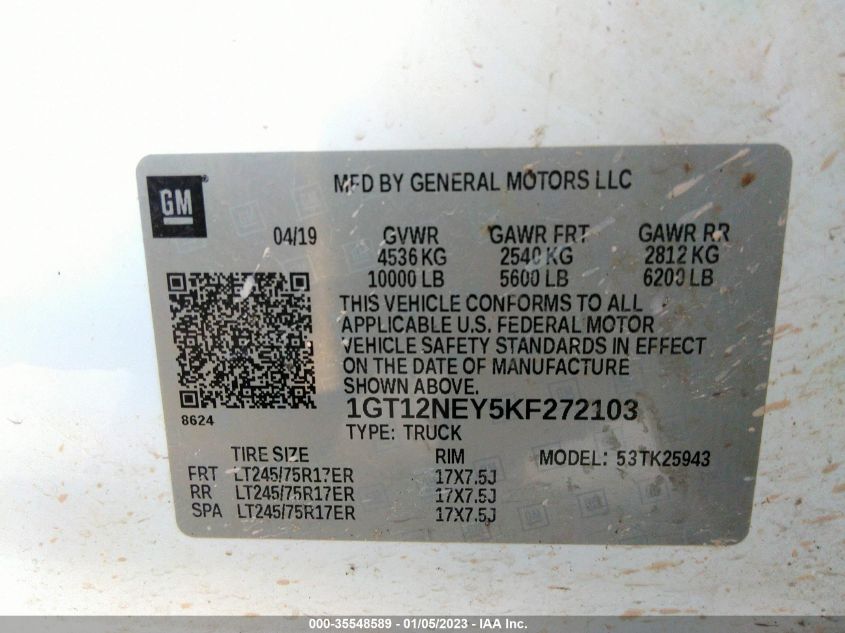 MFD BY GENERAL MOTORS LLC
GM®
04/19 GVWR GAWR FRT GAWR RR
4536 KG 2540 KG 2812 KG
10000 LB 5600 LB 6200 LB
THIS VEHICLE CONFORMS TO ALL
APPLICABLE U.S. FEDERAL MOTOR
VEHICLE SAFETY STANDARDS IN EFFECT
ON THE DATE OF MANUFACTURE
SHOWN ABOVE.
1GT12NEY5KF272103
8624
TYPE: TRUCK
TIRE SIZE RIM MODEL: 53TK25943
FRT LT245/75R17ER 17X7.5J
RR LT245/75R17ER 17X7.5J
SPA LT245/75R17ER 17X7.5J
000-35548589 - 01/05/2023 - IAA Inc.